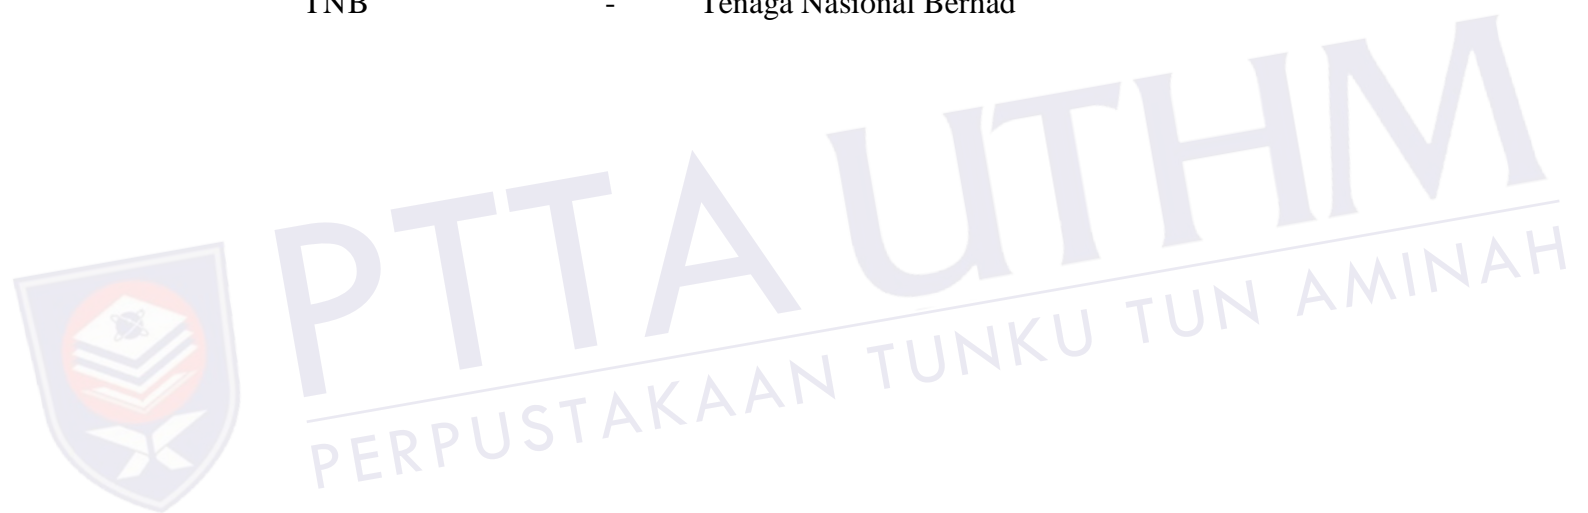 TNB - Tenaga Nasional Berhad
PTTA UTHM
PERPUSTAKAAN TUNKU TUN AMINAH